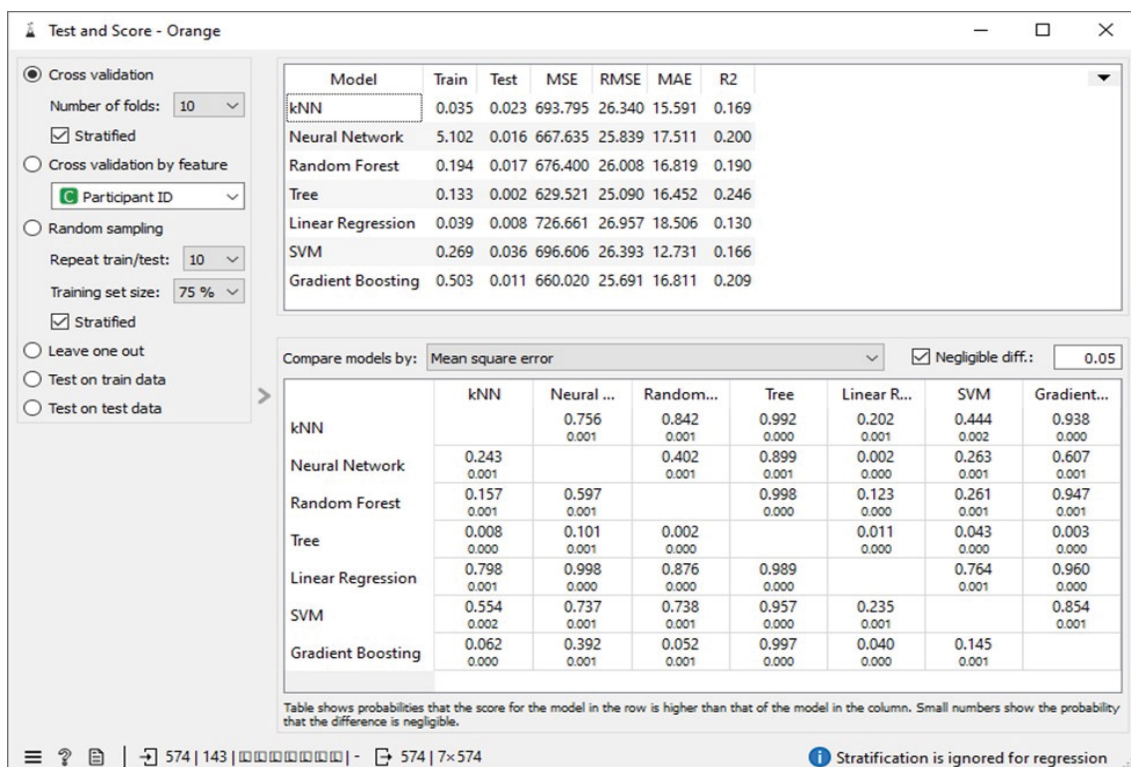 Test and Score - Orange
Cross validation
Number of folds: 10
Stratified
Cross validation by feature
C Participant ID
Random sampling
Repeat train/test: 10
Training set size: 75 %
Stratified
Leave one out
Test on train data
Test on test data
Model Train Test MSE RMSE MAE R2
kNN 0.035 0.023 693.795 26.340 15.591 0.169
Neural Network 5.102 0.016 667.635 25.839 17.511 0.200
Random Forest 0.194 0.017 676.400 26.008 16.819 0.190
Tree 0.133 0.002 629.521 25.090 16.452 0.246
Linear Regression 0.039 0.008 726.661 26.957 18.506 0.130
SVM 0.269 0.036 696.606 26.393 12.731 0.166
Gradient Boosting 0.503 0.011 660.020 25.691 16.811 0.209
Compare models by: Mean square error Negligible diff.: 0.05
kNN Neural ... Random... Tree Linear R... SVM Gradient...
kNN 0.756 0.842 0.992 0.202 0.444 0.938
0.001 0.001 0.000 0.001 0.002 0.000
Neural Network 0.243 0.402 0.899 0.002 0.263 0.607
0.001 0.001 0.001 0.000 0.001 0.001
Random Forest 0.157 0.597 0.998 0.123 0.261 0.947
0.001 0.001 0.000 0.001 0.001 0.001
Tree 0.008 0.101 0.002 0.011 0.043 0.003
0.000 0.001 0.000 0.000 0.000 0.000
Linear Regression 0.798 0.998 0.876 0.989 0.764 0.960
0.001 0.000 0.001 0.000 0.001 0.000
SVM 0.554 0.737 0.738 0.957 0.235 0.854
0.002 0.001 0.001 0.000 0.001 0.001
Gradient Boosting 0.062 0.392 0.052 0.997 0.040 0.145
0.000 0.001 0.001 0.000 0.000 0.001
Table shows probabilities that the score for the model in the row is higher than that of the model in the column. Small numbers show the probability
that the difference is negligible.
574 | 143 | | - 574 | 7×574 Stratification is ignored for regression